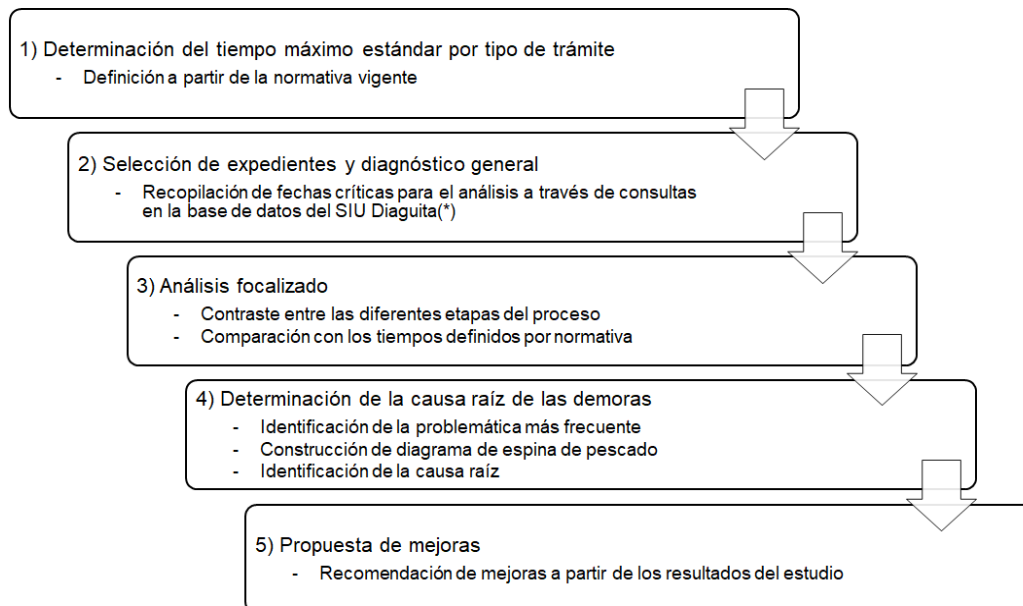 1) Determinación del tiempo máximo estándar por tipo de trámite
- Definición a partir de la normativa vigente
2) Selección de expedientes y diagnóstico general
- Recopilación de fechas críticas para el análisis a través de consultas
en la base de datos del SIU Diaguita(*)
3) Análisis focalizado
- Contraste entre las diferentes etapas del proceso
- Comparación con los tiempos definidos por normativa
4) Determinación de la causa raíz de las demoras
- Identificación de la problemática más frecuente
- Construcción de diagrama de espina de pescado
- Identificación de la causa raíz
5) Propuesta de mejoras
- Recomendación de mejoras a partir de los resultados del estudio